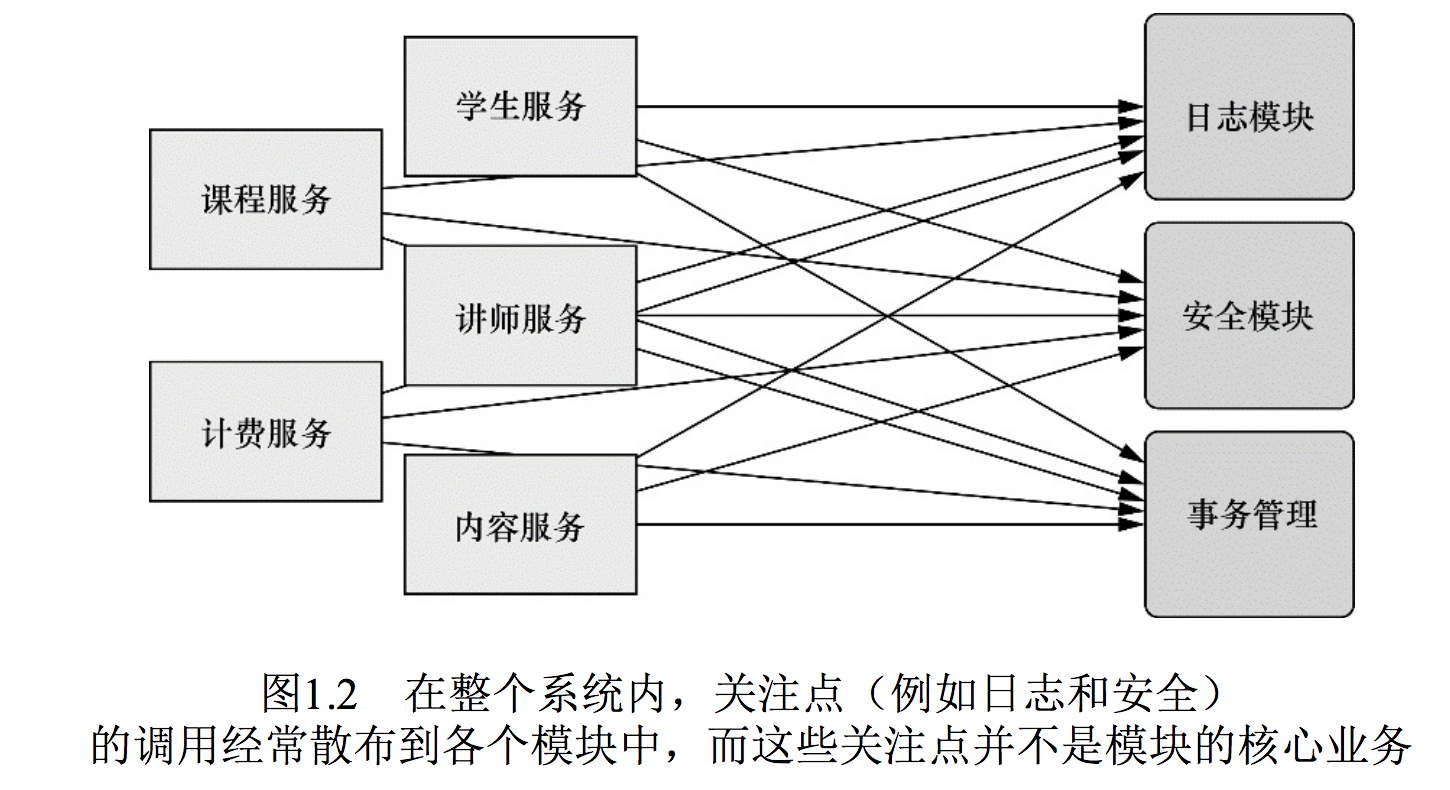 学生服务
日志模块
课程服务
讲师服务
安全模块
计费服务
内容服务
事务管理
图1.2 在整个系统内，关注点（例如日志和安全）
的调用经常散布到各个模块中，而这些关注点并不是模块的核心业务